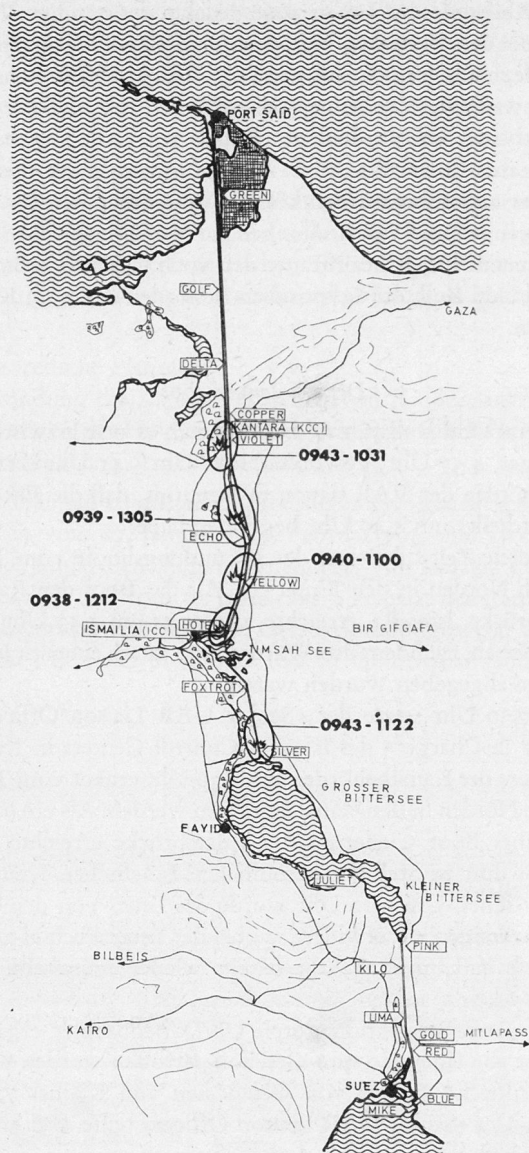 PORT SAID
GREEN
GOLF
GAZA
DELTA
COPPER
KANTARA (KCC)
VIOLET
0943-1031
0939-1305
ECHO
0940-1100
YELLOW
0938-1212
ISMAILIA (ICC)
HOTEL
BIR GIFGAFA
TIMSAH SEE
FOXTROT
0943-1122
SILVER
GROSSER
BITTERSEE
FAYID
JULIET
KLEINER
BITTERSEE
PINK
BILBEIS
KILO
LIMA
KAIRO
GOLD
MITLAPASS
RED
SUEZ
BLUE
MIKE